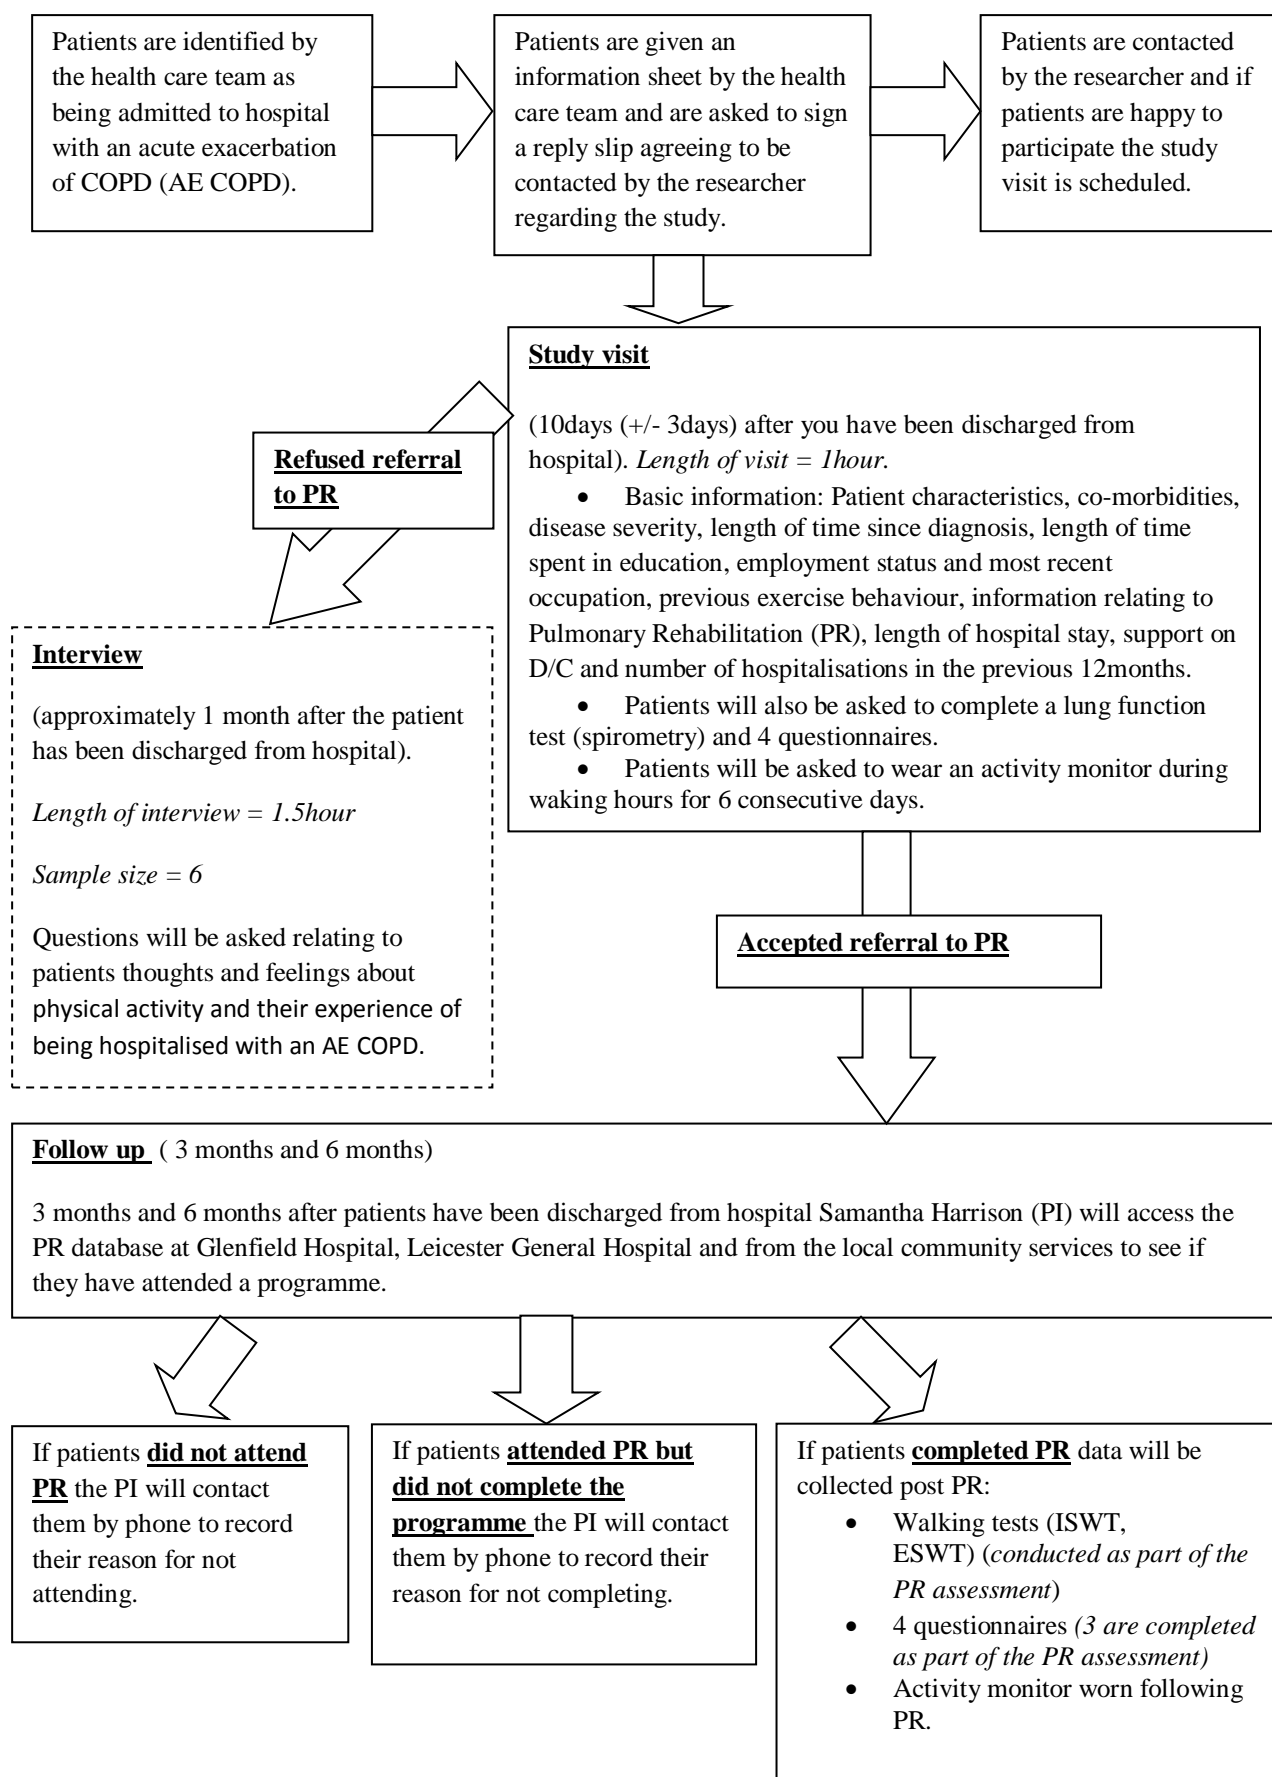 Patients are identified by
the health care team as
being admitted to hospital
with an acute exacerbation
of COPD (AE COPD).
Patients are given an
information sheet by the health
care team and are asked to sign
a reply slip agreeing to be
contacted by the researcher
regarding the study.
Patients are contacted
by the researcher and if
patients are happy to
participate the study
visit is scheduled.
Study visit
(10days (+/- 3days) after you have been discharged from
hospital). Length of visit = 1hour.
• Basic information: Patient characteristics, co-morbidities,
disease severity, length of time since diagnosis, length of time
spent in education, employment status and most recent
occupation, previous exercise behaviour, information relating to
Pulmonary Rehabilitation (PR), length of hospital stay, support on
D/C and number of hospitalisations in the previous 12months.
• Patients will also be asked to complete a lung function
test (spirometry) and 4 questionnaires.
• Patients will be asked to wear an activity monitor during
waking hours for 6 consecutive days.
Refused referral
to PR
Interview
(approximately 1 month after the patient
has been discharged from hospital).
Length of interview = 1.5hour
Sample size = 6
Questions will be asked relating to
patients thoughts and feelings about
physical activity and their experience of
being hospitalised with an AE COPD.
Accepted referral to PR
Follow up ( 3 months and 6 months)
3 months and 6 months after patients have been discharged from hospital Samantha Harrison (PI) will access the
PR database at Glenfield Hospital, Leicester General Hospital and from the local community services to see if
they have attended a programme.
If patients did not attend
PR the PI will contact
them by phone to record
their reason for not
attending.
If patients attended PR but
did not complete the
programme the PI will contact
them by phone to record their
reason for not completing.
If patients completed PR data will be
collected post PR:
• Walking tests (ISWT,
ESWT) (conducted as part of the
PR assessment)
• 4 questionnaires (3 are completed
as part of the PR assessment)
• Activity monitor worn following
PR.